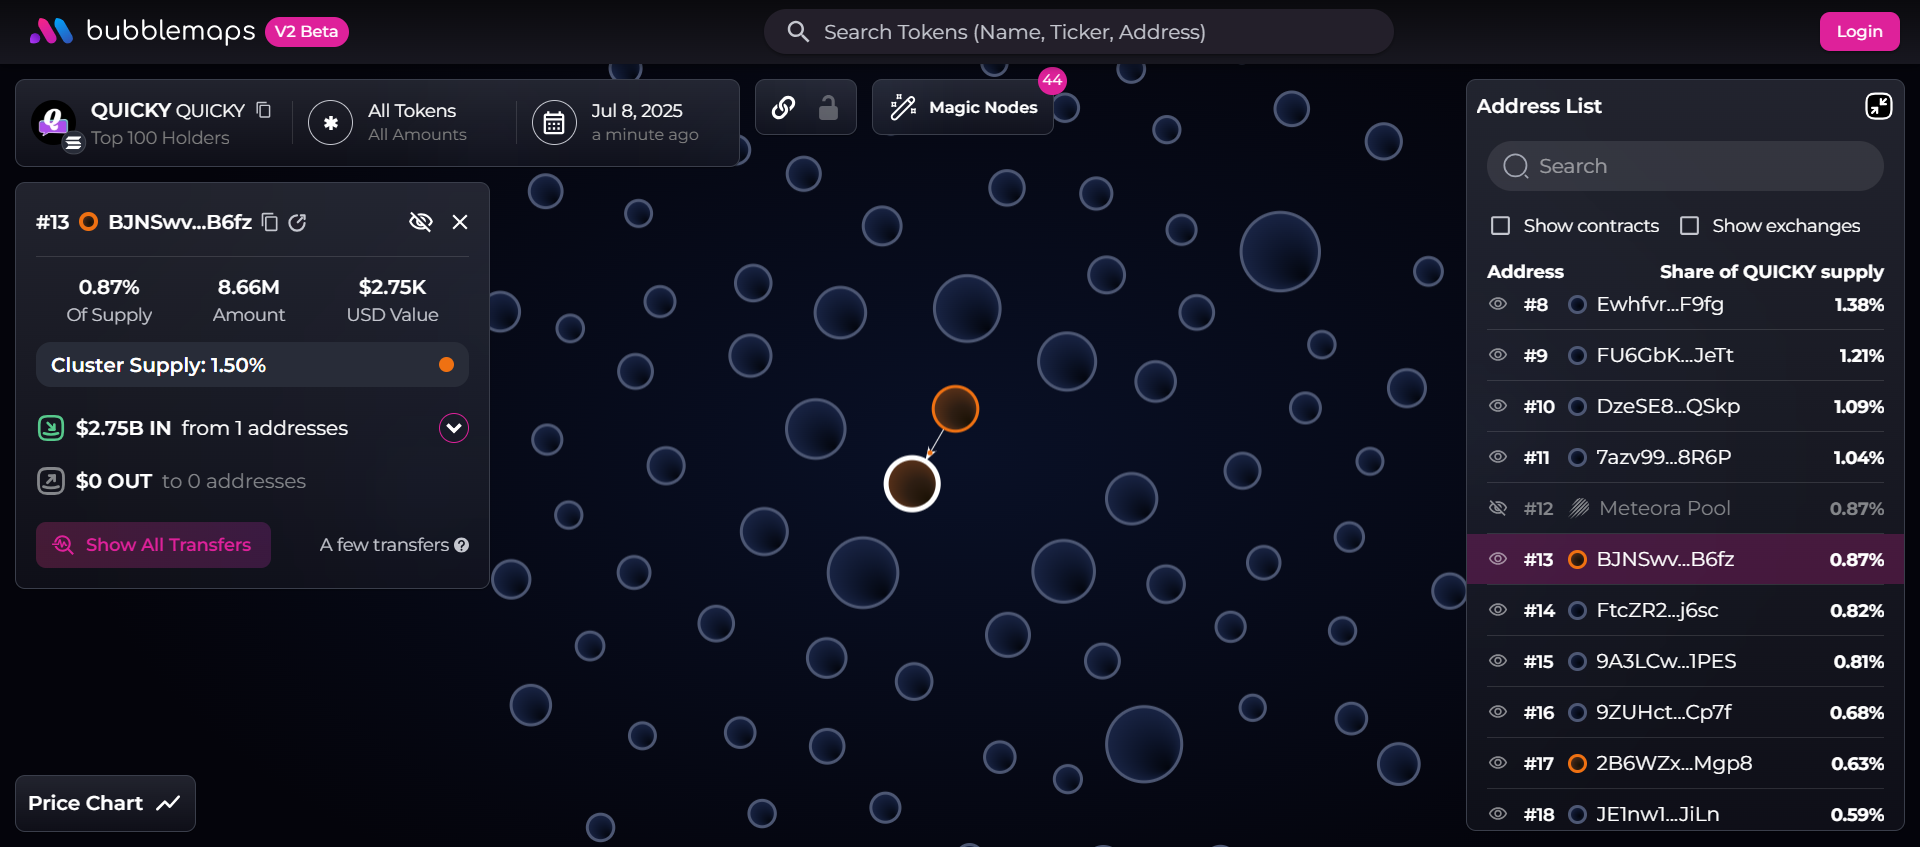 bubblemaps V2 Beta
Search Tokens (Name, Ticker, Address)
Login
QUICKY QUICKY
Top 100 Holders
All Tokens
All Amounts
Jul 8, 2025
a minute ago
Magic Nodes
44
#13 BJNSwv...B6fz
0.87% 8.66M $2.75K
Of Supply Amount USD Value
Cluster Supply: 1.50%
$2.75B IN from 1 addresses
$0 OUT to 0 addresses
Show All Transfers A few transfers ?
Price Chart
Address List
Search
Show contracts Show exchanges
Address Share of QUICKY supply
#8 Ewhfvr...F9fg 1.38%
#9 FU6GbK...JeTt 1.21%
#10 DzeSE8...QSkp 1.09%
#11 7azv99...8R6P 1.04%
#12 Meteora Pool 0.87%
#13 BJNSwv...B6fz 0.87%
#14 FtcZR2...j6sc 0.82%
#15 9A3LCw...1PES 0.81%
#16 9ZUHct...Cp7f 0.68%
#17 2B6WZx...Mgp8 0.63%
#18 JE1nw1...JiLn 0.59%